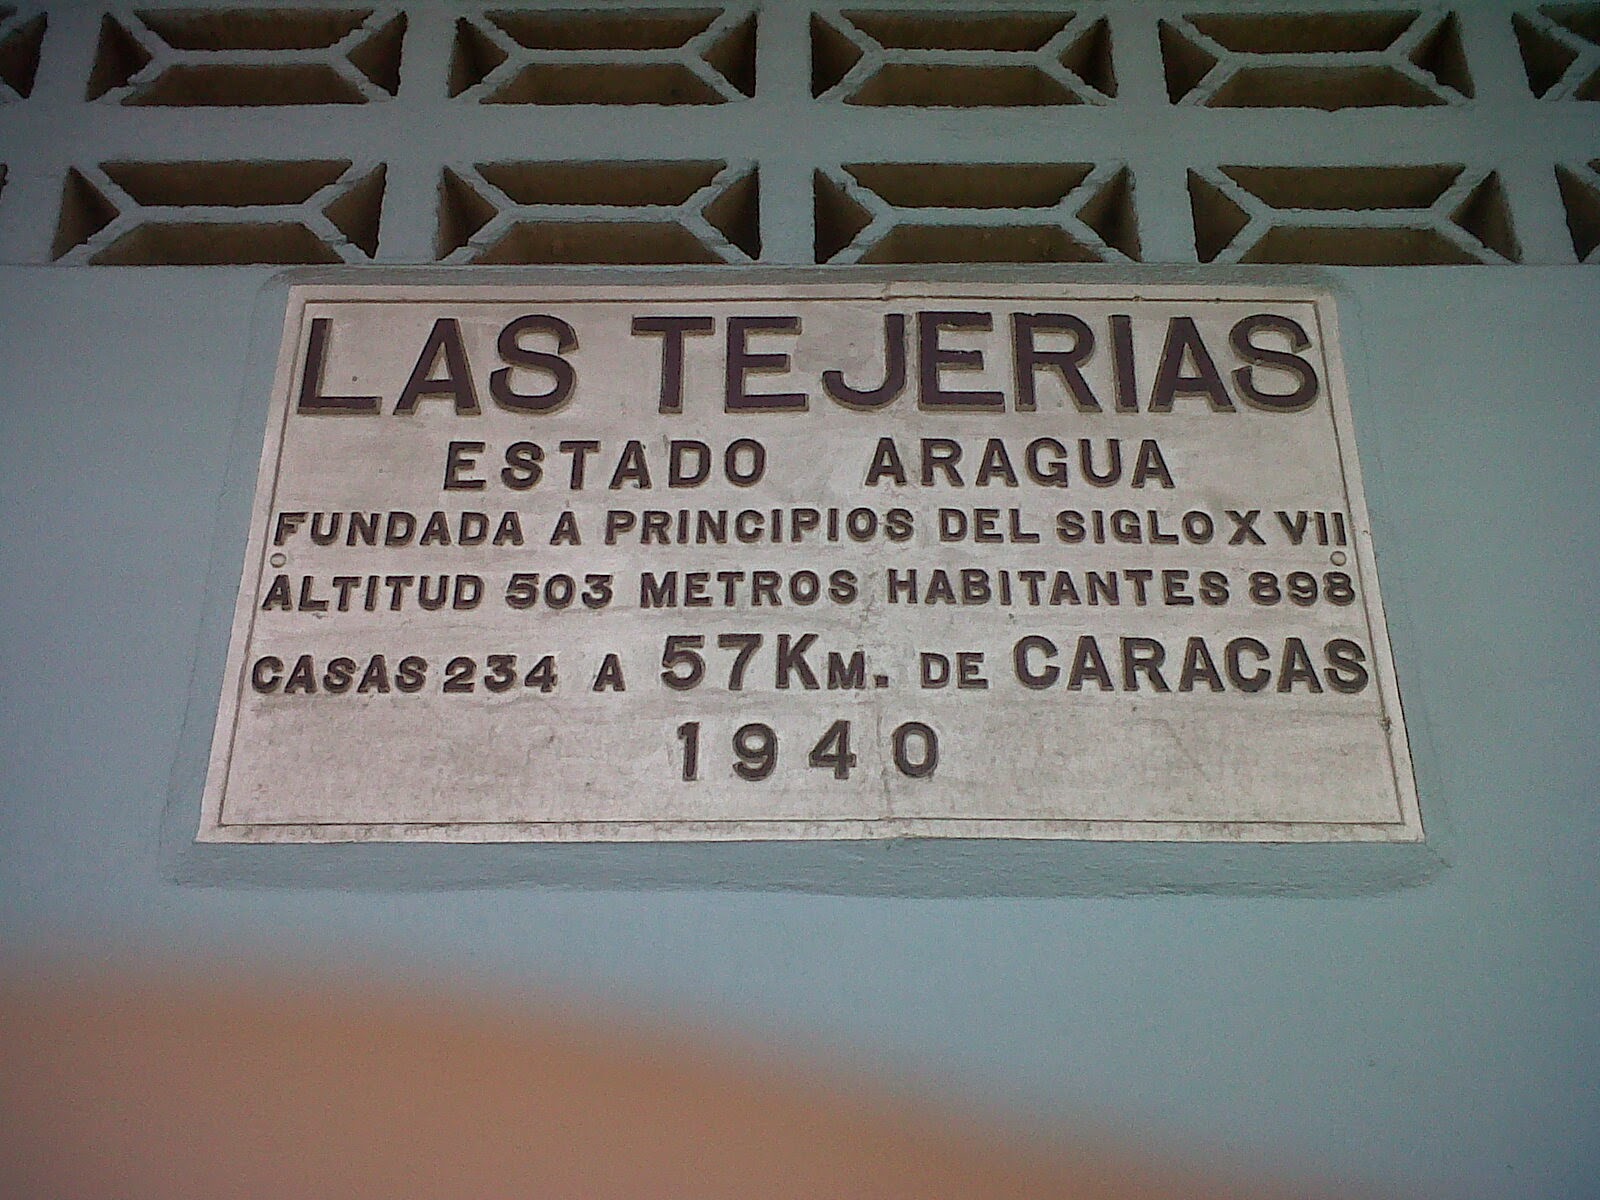 LAS TEJERIAS
ESTADO ARAGUA
FUNDADA A PRINCIPIOS DEL SIGLO XVII
ALTITUD 503 METROS HABITANTES 898
CASAS 234 A 57KM. DE CARACAS
1940